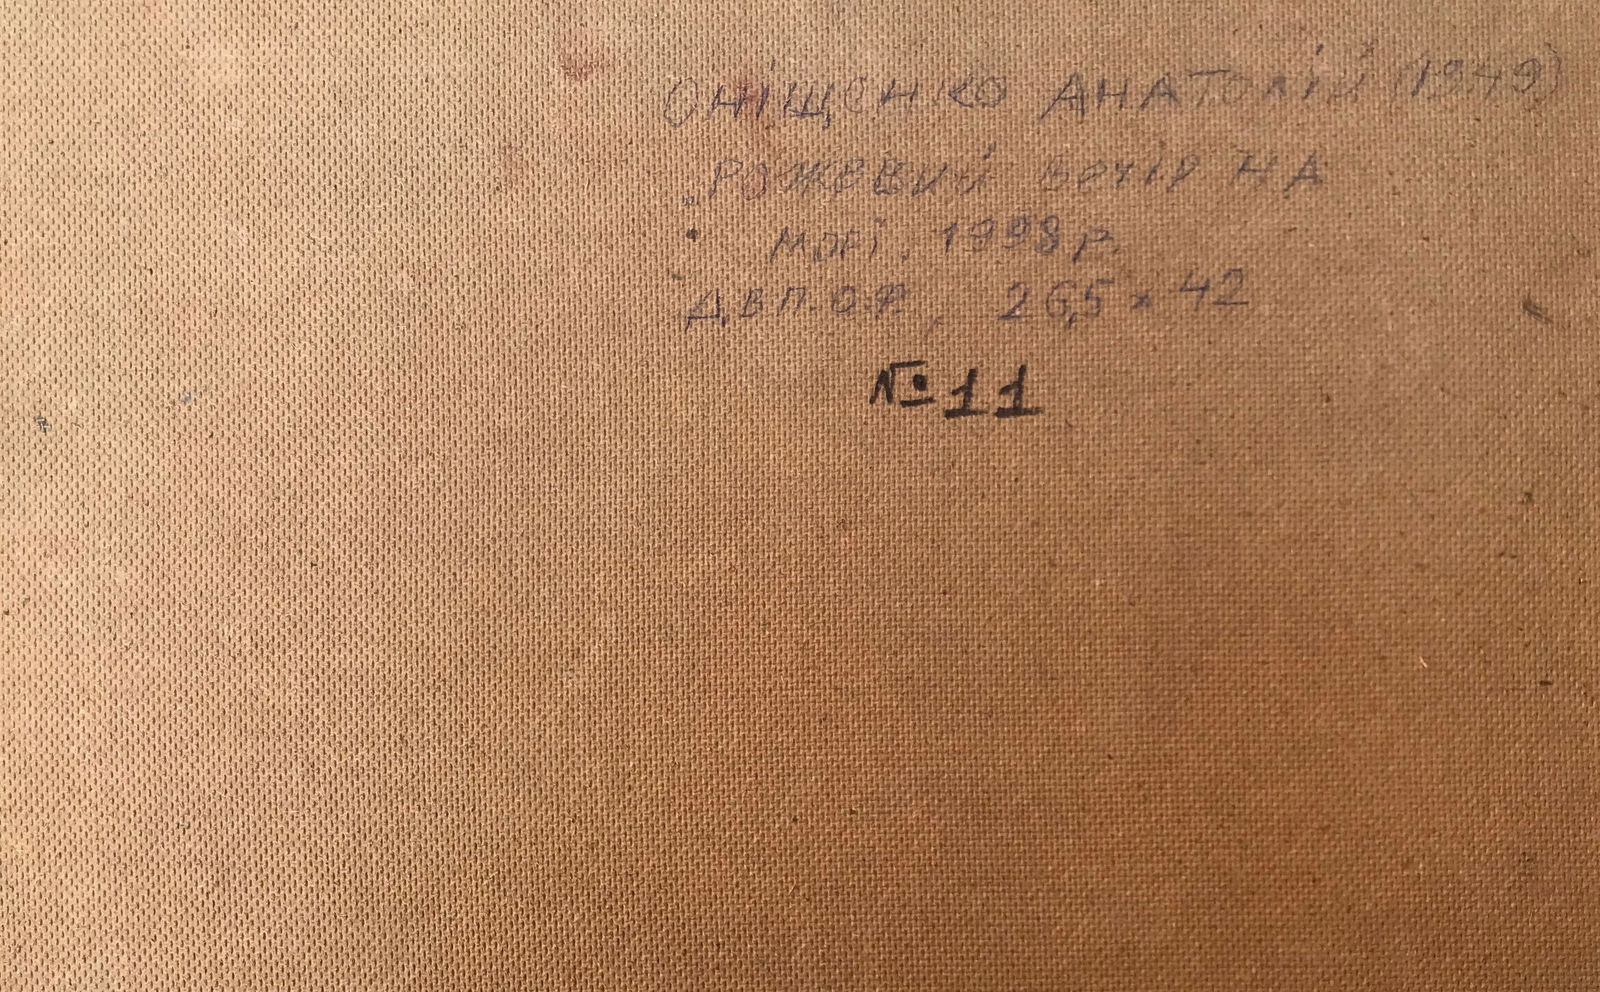 ОНІЩЕНКО АНАТОЛІЙ (1949)
„РОЖЕВИЙ ВЕЧІР НА
МОРІ. 1998 р.
ДВП. О.Ф., 26,5 х 42
№ 11